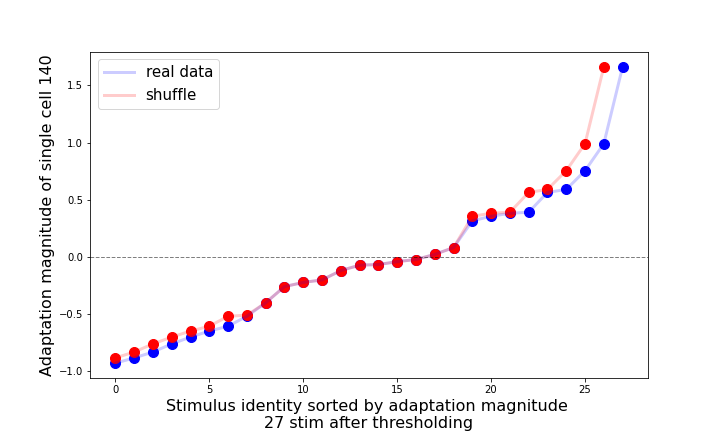 real data
shuffle
Adaptation magnitude of single cell 140
1.5
1.0
0.5
0.0
−0.5
−1.0
0 5 10 15 20 25
Stimulus identity sorted by adaptation magnitude
27 stim after thresholding